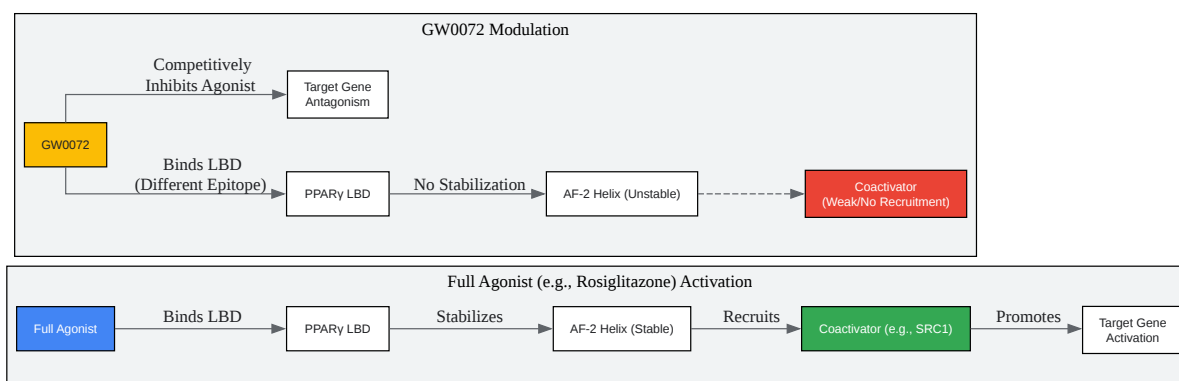 GW0072 Modulation
Competitively
Inhibits Agonist
Target Gene
Antagonism
GW0072
Binds LBD
(Different Epitope)
PPARγ LBD
No Stabilization
AF-2 Helix (Unstable)
Coactivator
(Weak/No Recruitment)
Full Agonist (e.g., Rosiglitazone) Activation
Full Agonist
Binds LBD
PPARγ LBD
Stabilizes
AF-2 Helix (Stable)
Recruits
Coactivator (e.g., SRC1)
Promotes
Target Gene
Activation